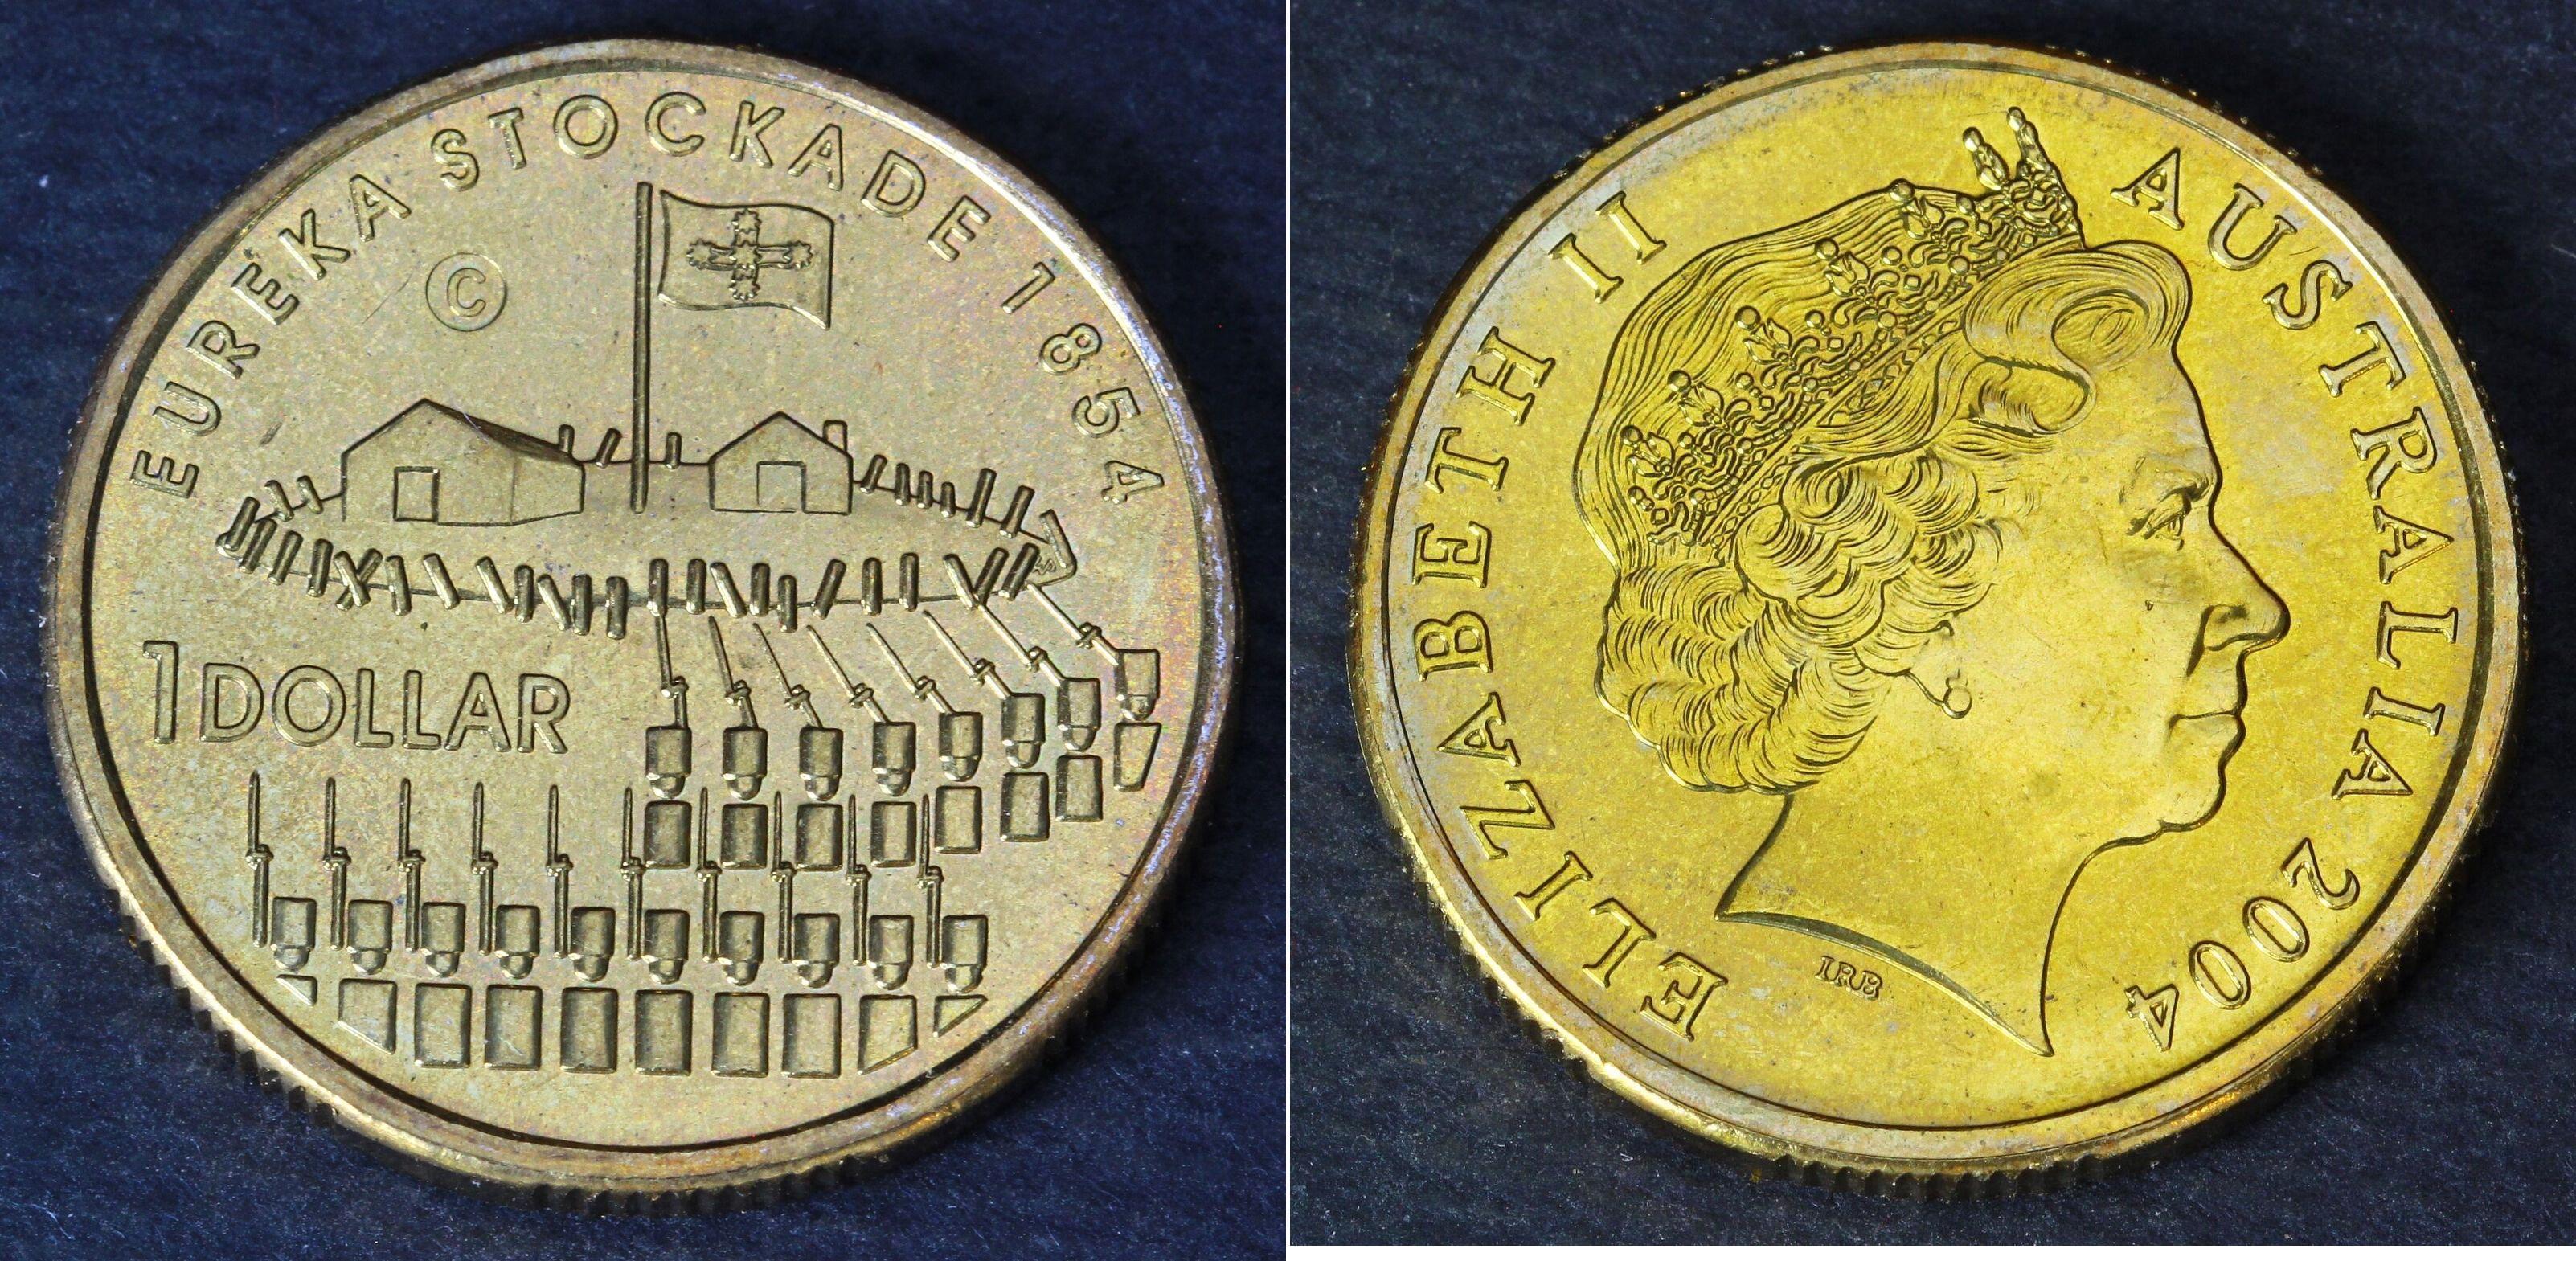 EUREKA STOCKADE 1854
C
1 DOLLAR
ELIZABETH II
AUSTRALIA 2004
IRB